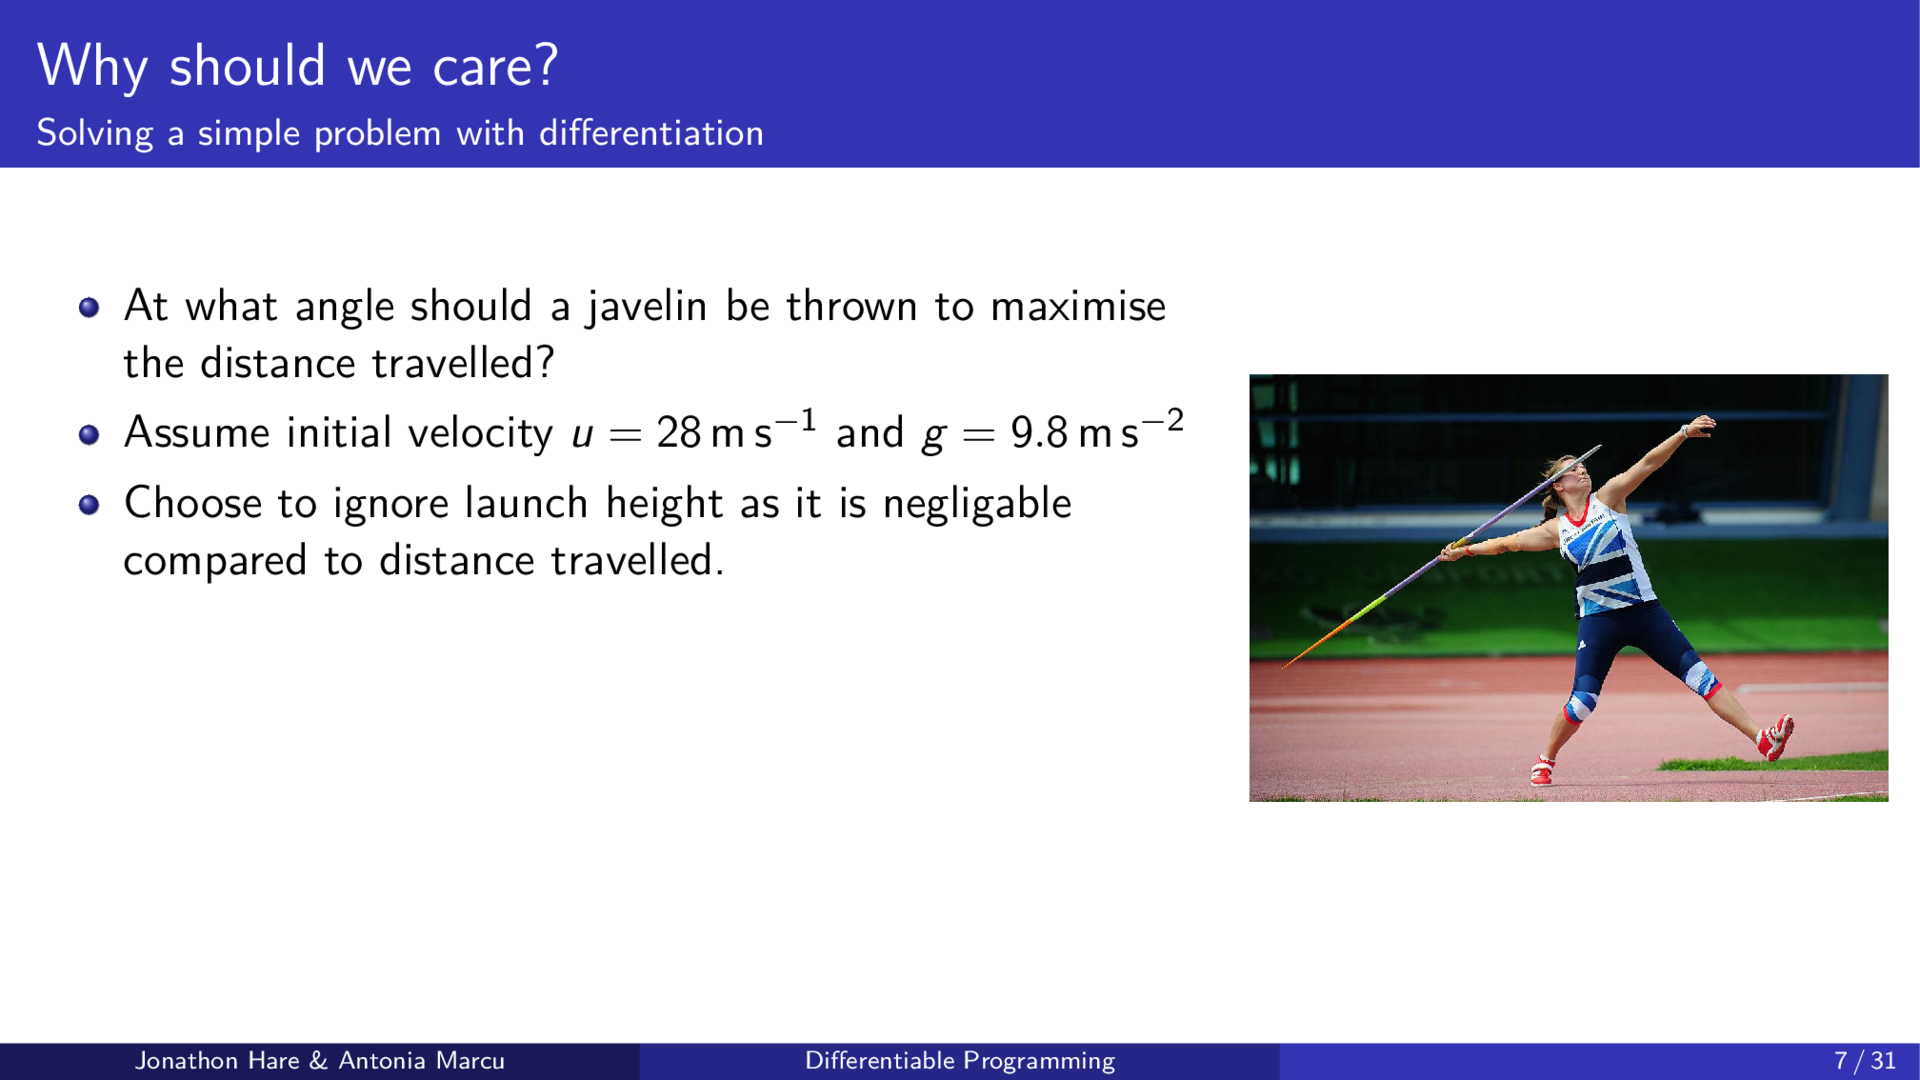 Why should we care?
Solving a simple problem with differentiation
At what angle should a javelin be thrown to maximise
the distance travelled?
Assume initial velocity u = 28 m s⁻¹ and g = 9.8 m s⁻²
Choose to ignore launch height as it is negligable
compared to distance travelled.
Jonathon Hare & Antonia Marcu
Differentiable Programming
7 / 31